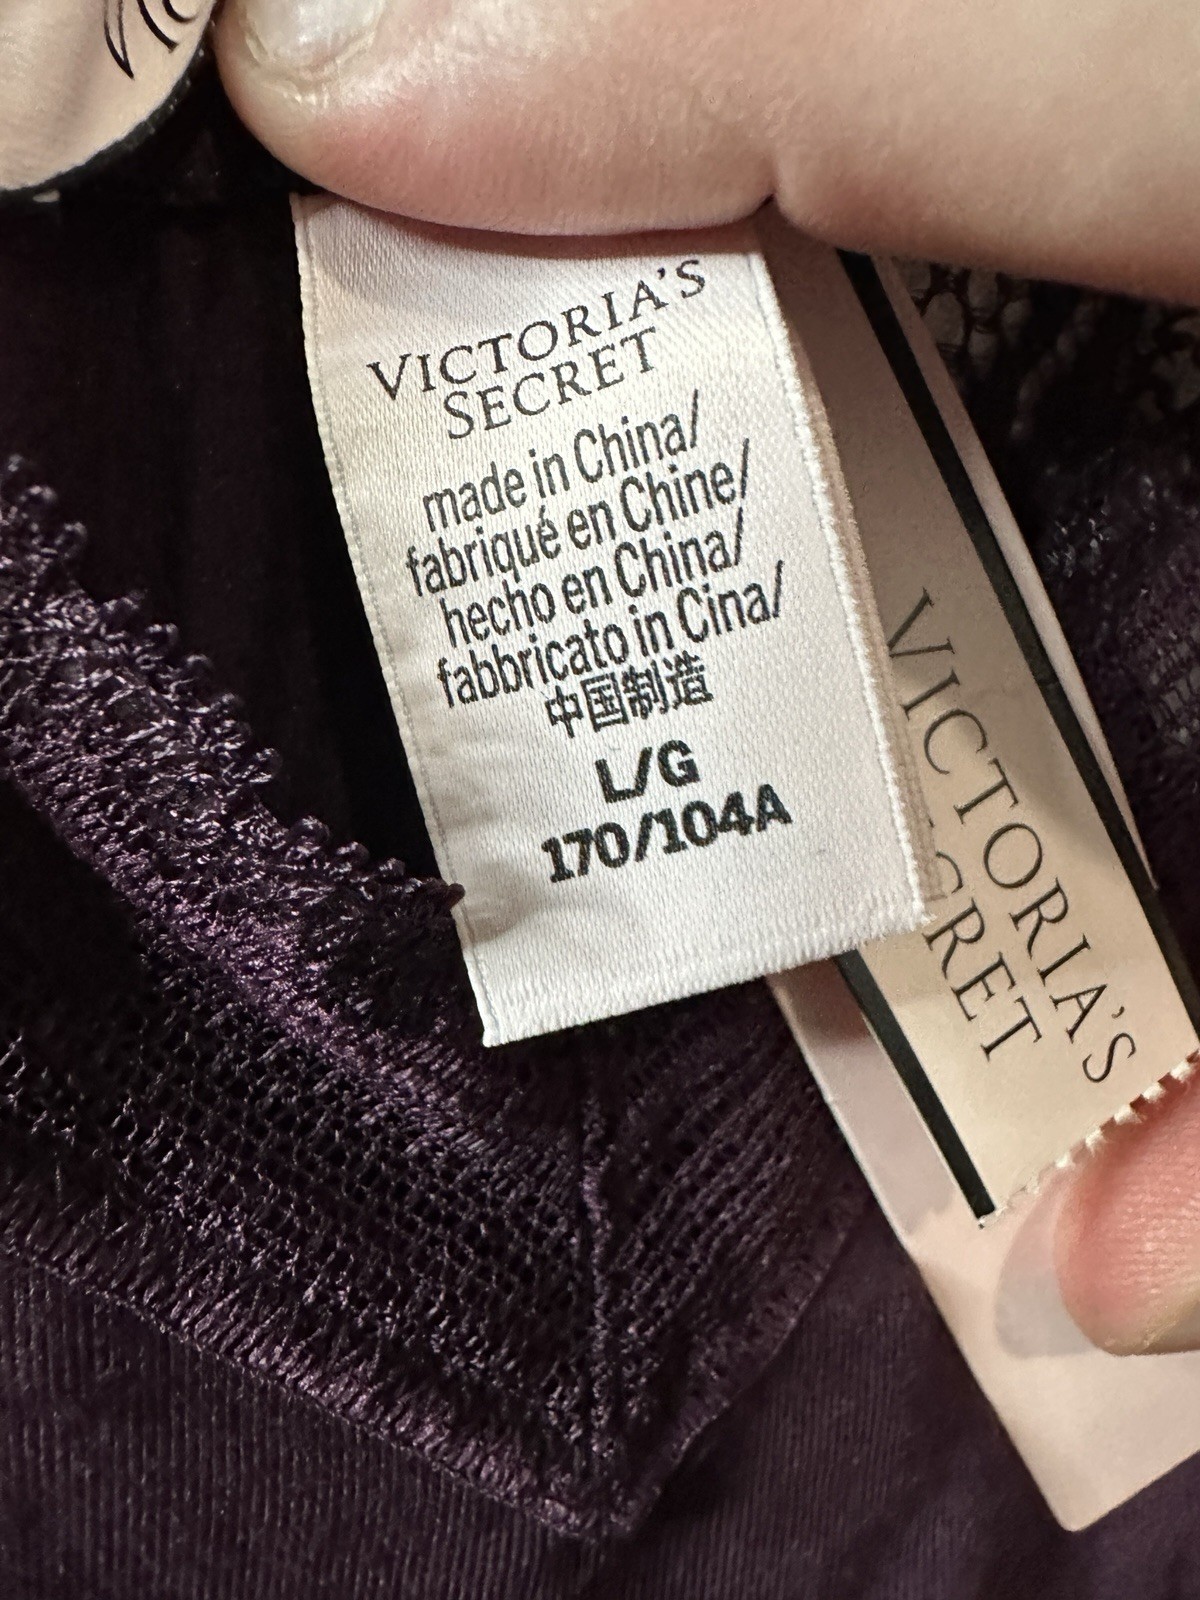 VICTORIA'S
SECRET
made in China/
fabriqué en Chine/
hecho en China/
fabbricato in Cina/
中国制造
L/G
170/104A
VICTORIA'S